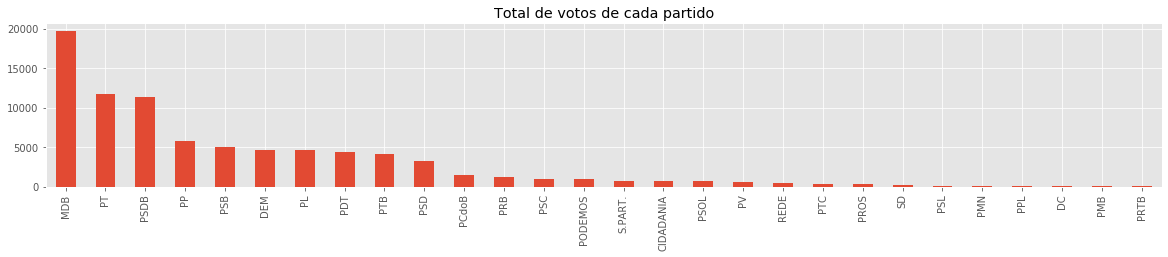 Total de votos de cada partido
20000
15000
10000
5000
0
MDB
PT
PSDB
PP
PSB
DEM
PL
PDT
PTB
PSD
PCdoB
PRB
PSC
PODEMOS
S.PART.
CIDADANIA
PSOL
PV
REDE
PTC
PROS
SD
PSL
PMN
PPL
DC
PMB
PRTB